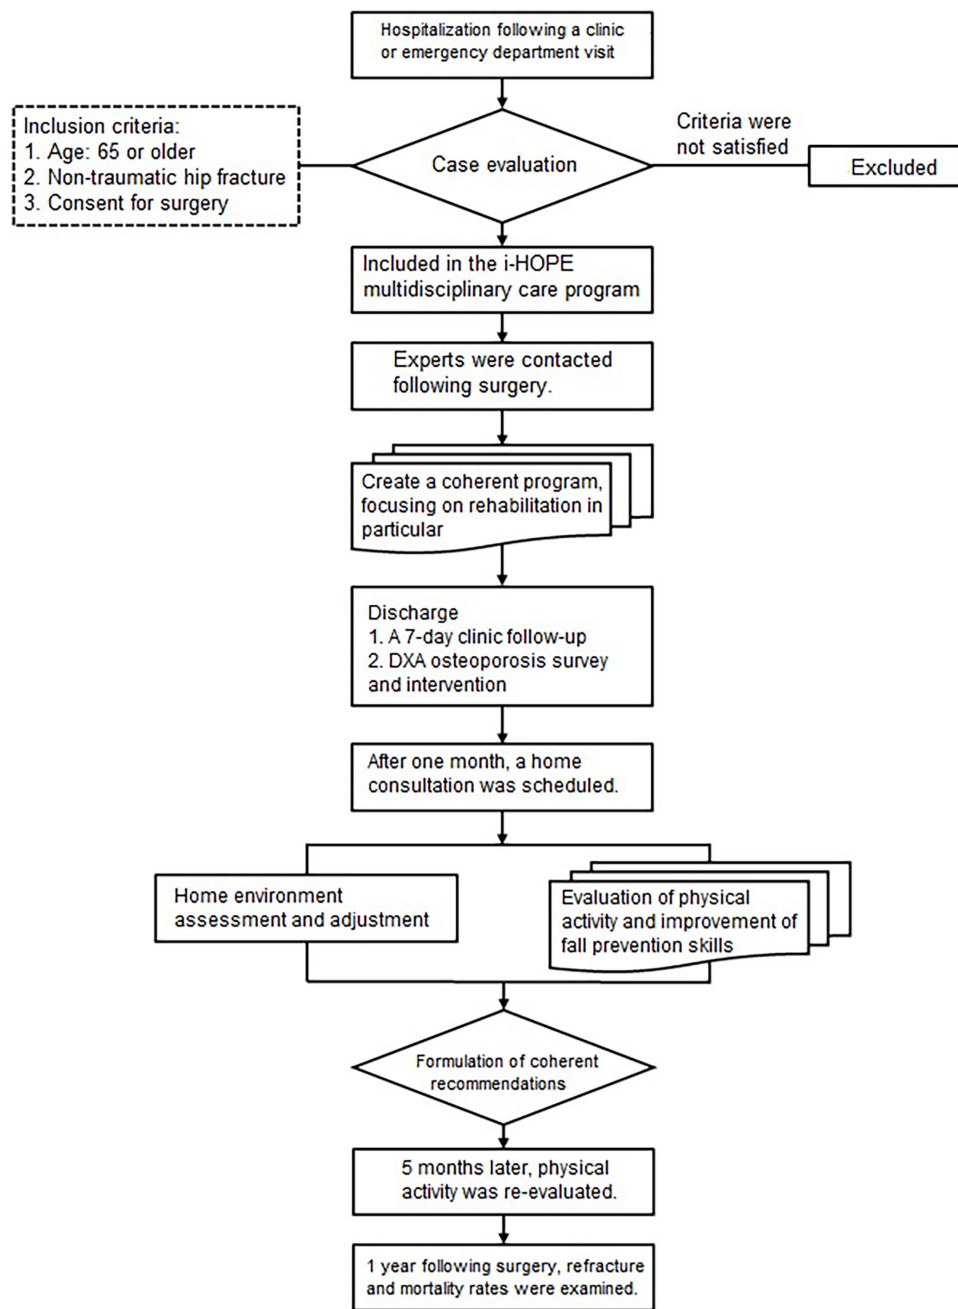 Hospitalization following a clinic
or emergency department visit
Inclusion criteria:
1. Age: 65 or older
2. Non-traumatic hip fracture
3. Consent for surgery
Case evaluation
Criteria were
not satisfied
Excluded
Included in the i-HOPE
multidisciplinary care program
Experts were contacted
following surgery.
Create a coherent program,
focusing on rehabilitation in
particular
Discharge
1. A 7-day clinic follow-up
2. DXA osteoporosis survey
and intervention
After one month, a home
consultation was scheduled.
Home environment
assessment and adjustment
Evaluation of physical
activity and improvement of
fall prevention skills
Formulation of coherent
recommendations
5 months later, physical
activity was re-evaluated.
1 year following surgery, refracture
and mortality rates were examined.